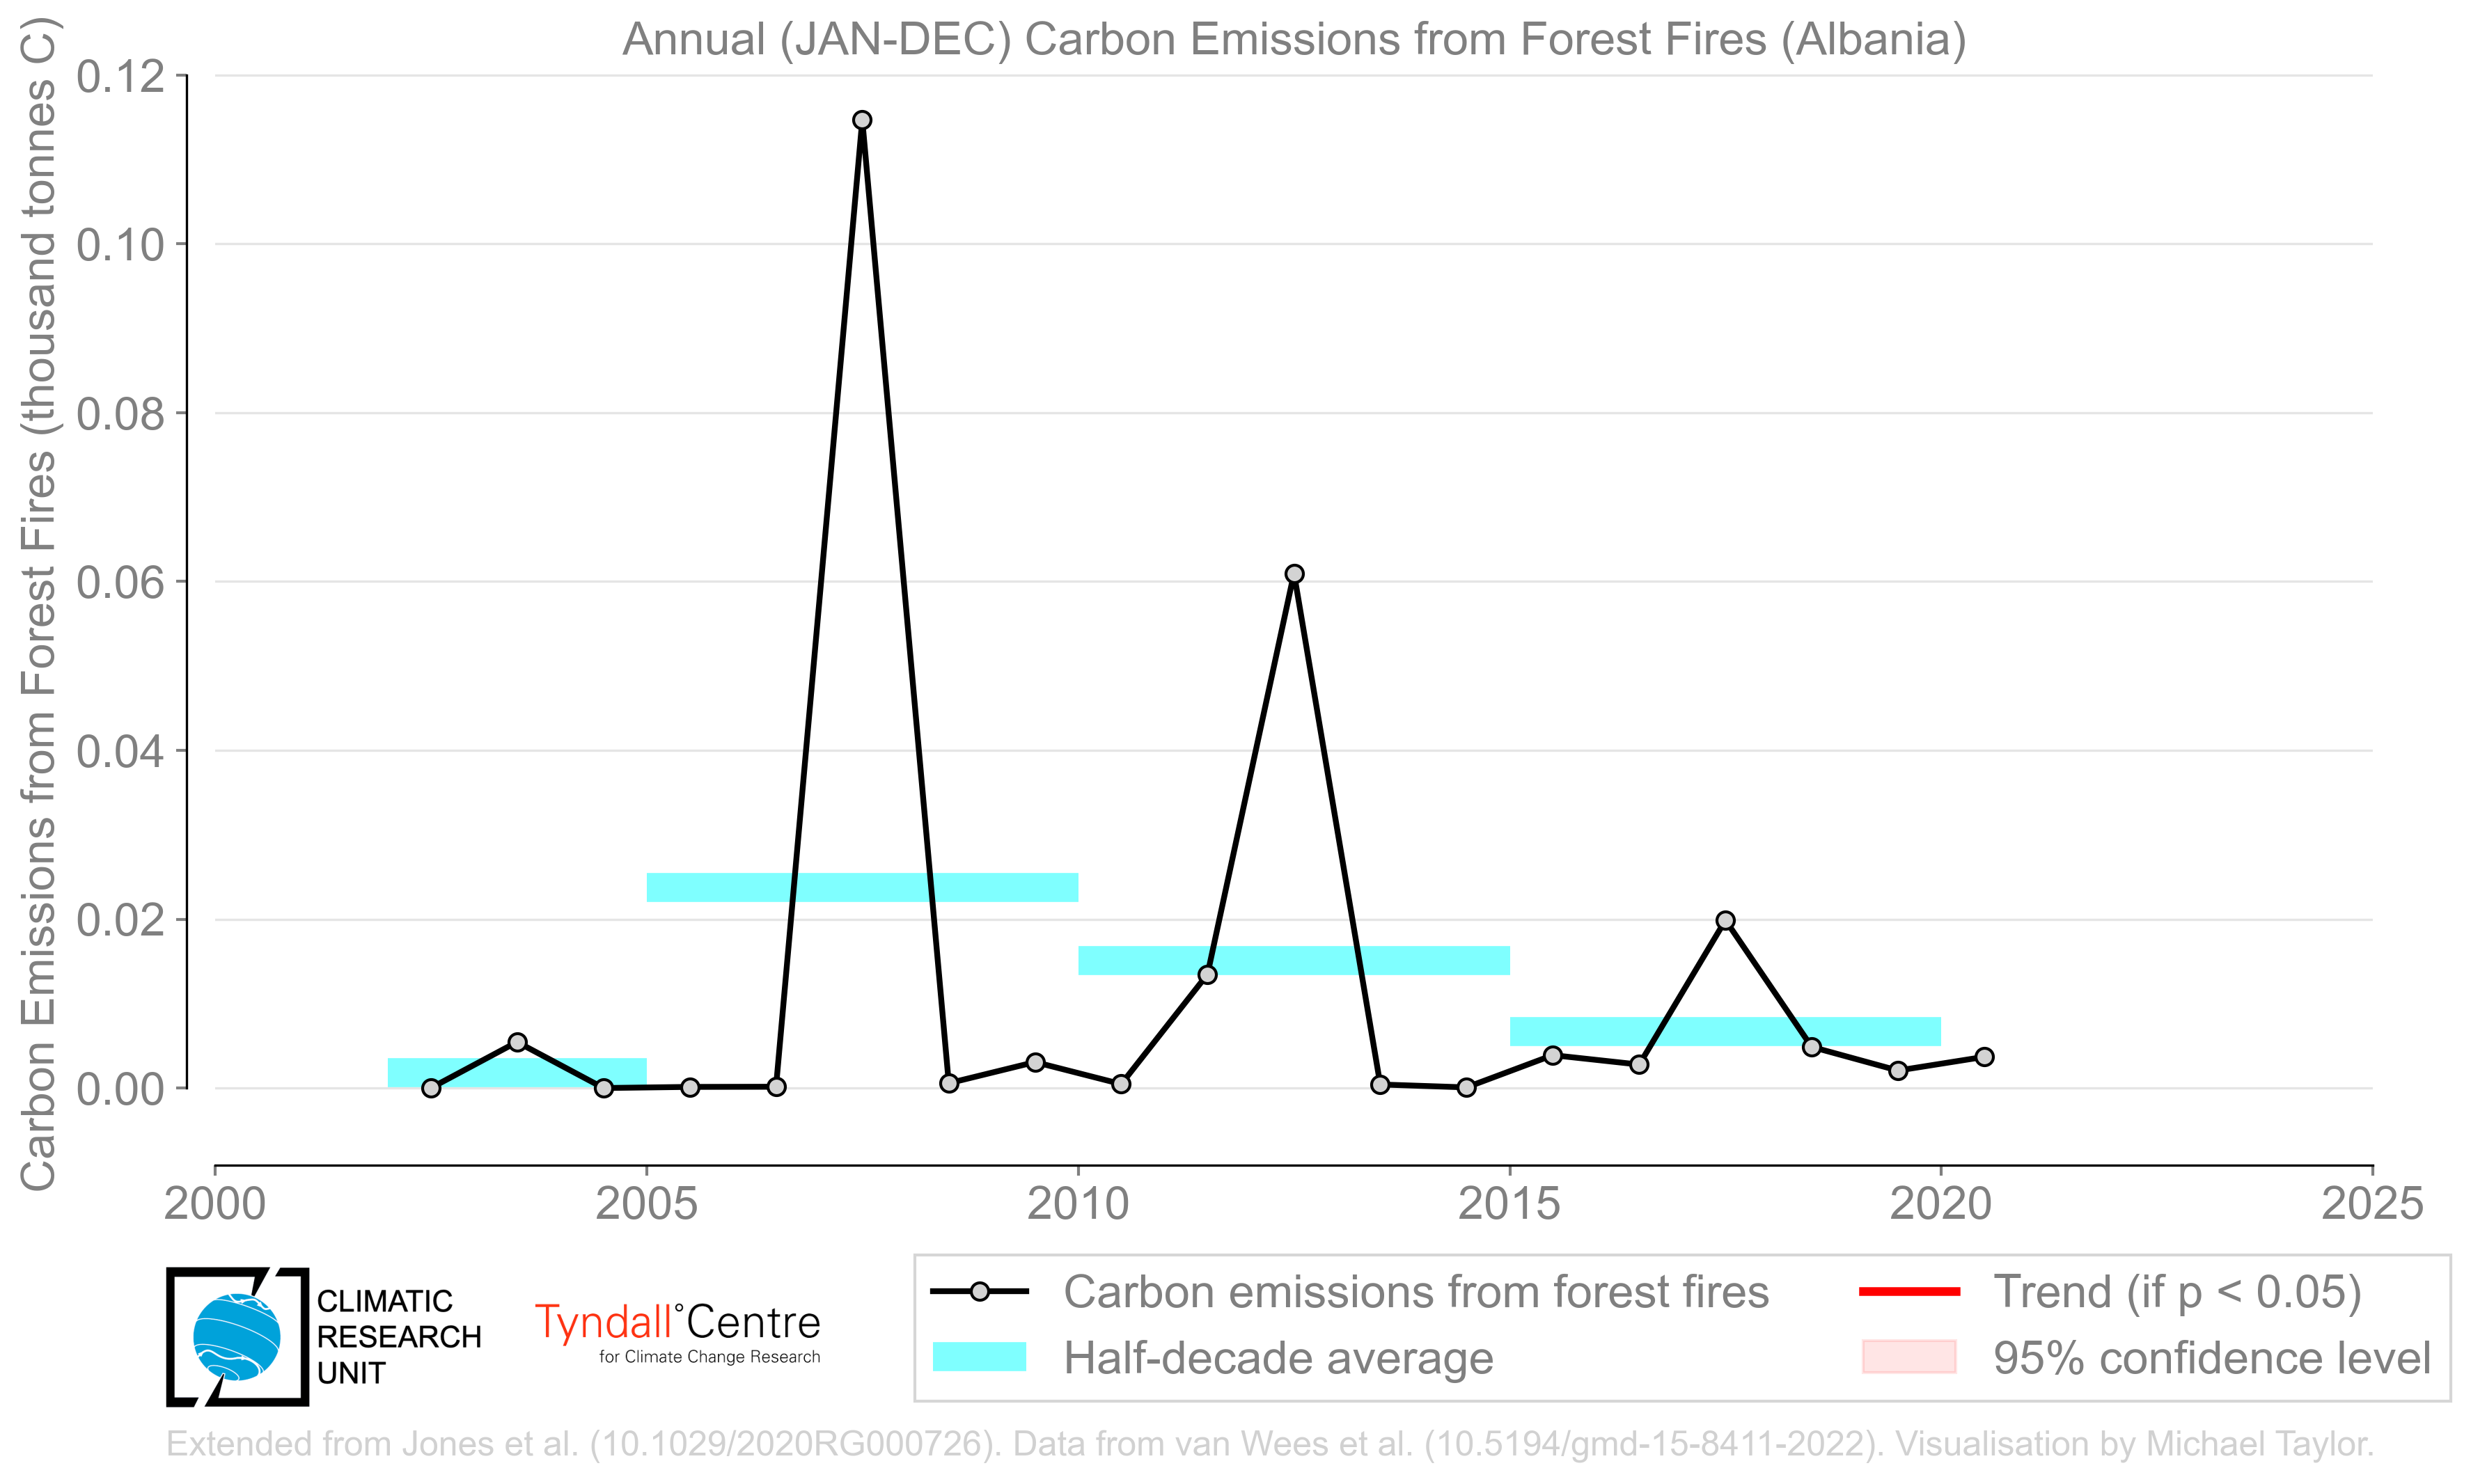 Annual (JAN-DEC) Carbon Emissions from Forest Fires (Albania)
Carbon Emissions from Forest Fires (thousand tonnes C)
0.12
0.10
0.08
0.06
0.04
0.02
0.00
2000 2005 2010 2015 2020 2025
CLIMATIC
RESEARCH
UNIT
Tyndall°Centre
for Climate Change Research
Carbon emissions from forest fires
Half-decade average
Trend (if p < 0.05)
95% confidence level
Extended from Jones et al. (10.1029/2020RG000726). Data from van Wees et al. (10.5194/gmd-15-8411-2022). Visualisation by Michael Taylor.